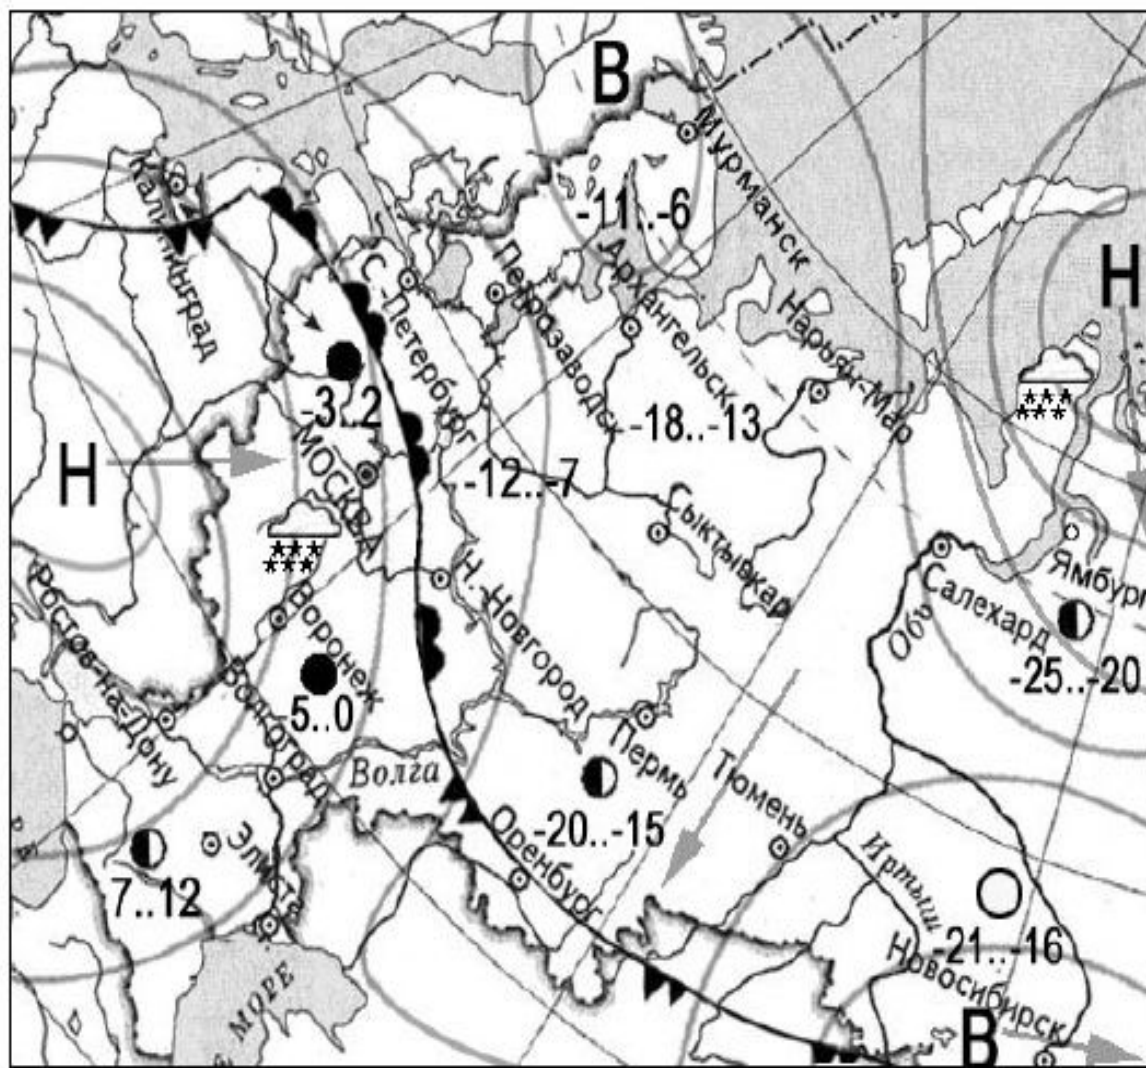 В
Мурманск
Калининград
-11..-6
Н
С.-Петербург
Петрозаводск
Архангельск
Нарьян-Мар
-3..2
-18..-13
МОСКВА
Н
-12..-7
Сыктывкар
Ямбург
Салехард
Обь
Ростов-на-Дону
Воронеж
Н.-Новгород
-25..-20
Волгоград
-5..0
Пермь
Волга
Тюмень
-20..-15
Оренбург
Элиста
Иртыш
7..12
-21..-16
Новосибирск
МОРЕ
В